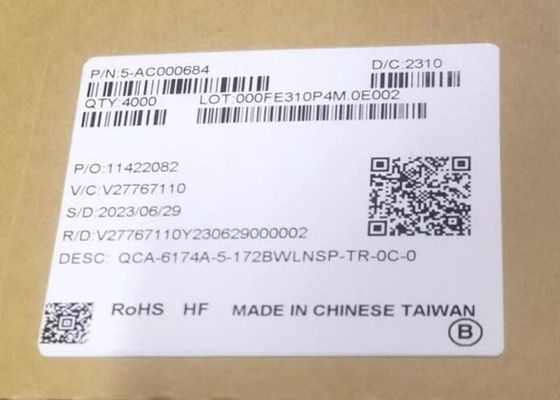 P/N:5-AC000684 D/C:2310
QTY:4000 LOT:000FE310P4M.0E002
P/O:11422082
V/C:V27767110
S/D:2023/06/29
R/D:V27767110Y230629000002
DESC: QCA-6174A-5-172BWLNSP-TR-0C-0
RoHS HF MADE IN CHINESE TAIWAN
B